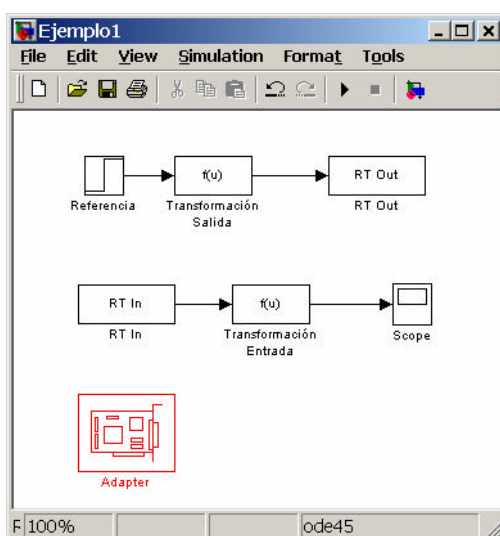 Ejemplo1
File Edit View Simulation Format Tools
f(u)
RT Out
Referencia
Transformación
Salida
RT Out
RT In
f(u)
RT In
Transformación
Entrada
Scope
Adapter
F 100% ode45